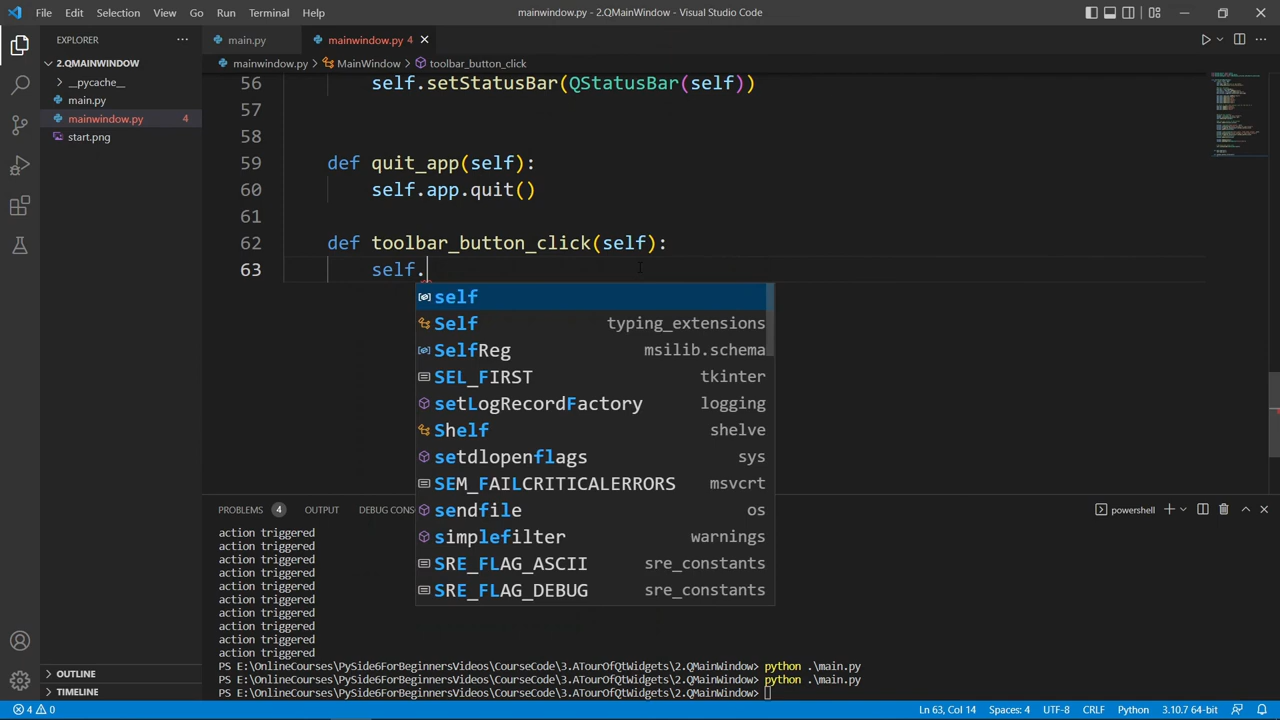 File Edit Selection View Go Run Terminal Help
mainwindow.py - 2.QMainWindow - Visual Studio Code
EXPLORER
2.QMAINWINDOW
__pycache__
main.py
mainwindow.py 4
start.png
OUTLINE
TIMELINE
main.py
mainwindow.py 4
mainwindow.py MainWindow toolbar_button_click
56 self.setStatusBar(QStatusBar(self))
57
58
59 def quit_app(self):
60 self.app.quit()
61
62 def toolbar_button_click(self):
63 self.
self
Self typing_extensions
SelfReg msilib.schema
SEL_FIRST tkinter
setLogRecordFactory logging
Shelf shelve
setdlopenflags sys
SEM_FAILCRITICALERRORS msvcrt
sendfile os
simplefilter warnings
SRE_FLAG_ASCII sre_constants
SRE_FLAG_DEBUG sre_constants
PROBLEMS 4 OUTPUT DEBUG CONS
powershell
action triggered
action triggered
action triggered
action triggered
action triggered
action triggered
action triggered
action triggered
action triggered
action triggered
PS E:\OnlineCourses\PySide6ForBeginnersVideos\CourseCode\3.ATourOfQtWidgets\2.QMainWindow> python .\main.py
PS E:\OnlineCourses\PySide6ForBeginnersVideos\CourseCode\3.ATourOfQtWidgets\2.QMainWindow> python .\main.py
PS E:\OnlineCourses\PySide6ForBeginnersVideos\CourseCode\3.ATourOfQtWidgets\2.QMainWindow>
4 0
Ln 63, Col 14 Spaces: 4 UTF-8 CRLF Python 3.10.7 64-bit